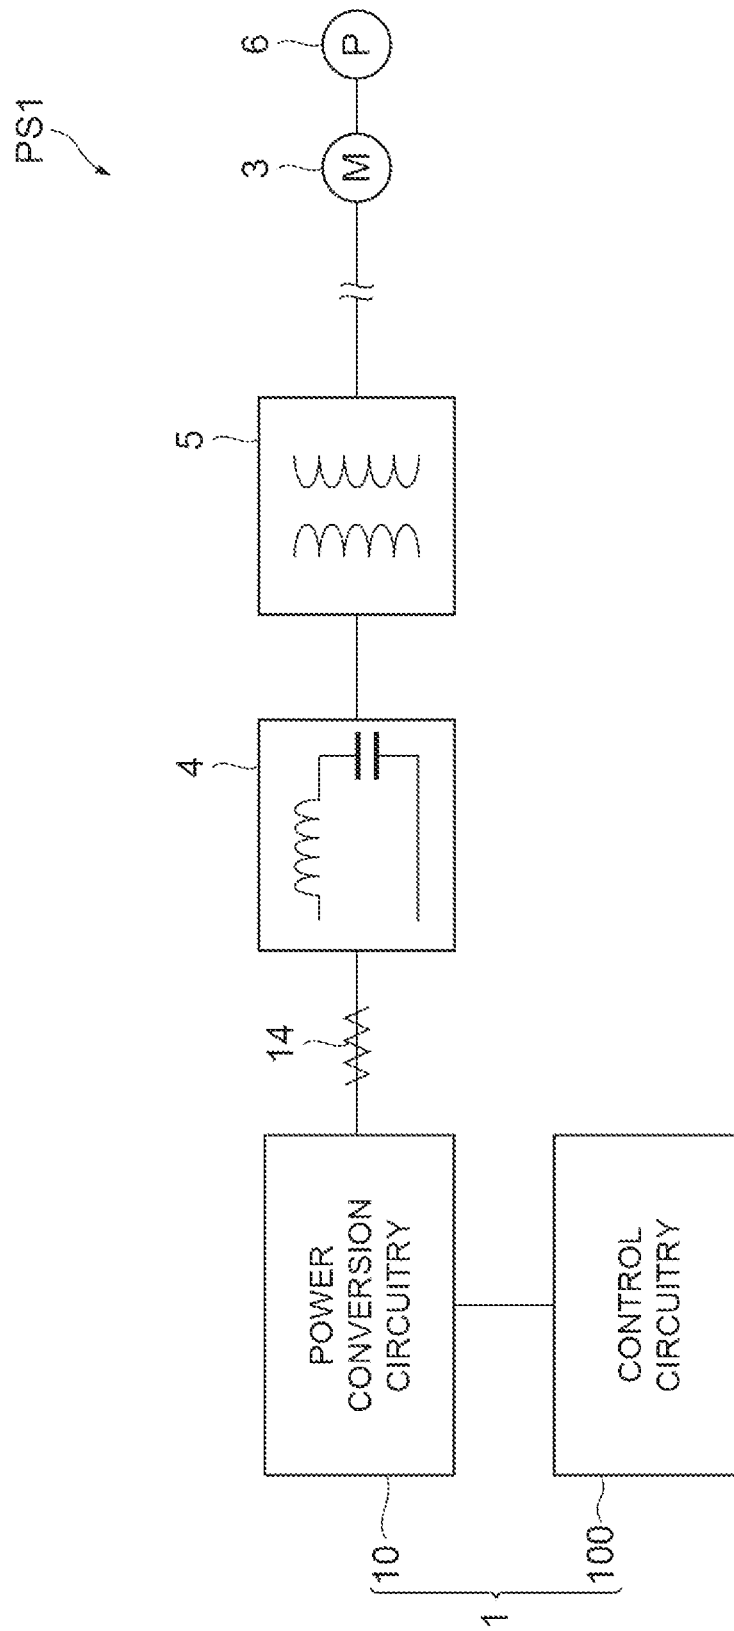 PS1
1
10
POWER
CONVERSION
CIRCUITRY
100
CONTROL
CIRCUITRY
14
4
5
3
M
6
P